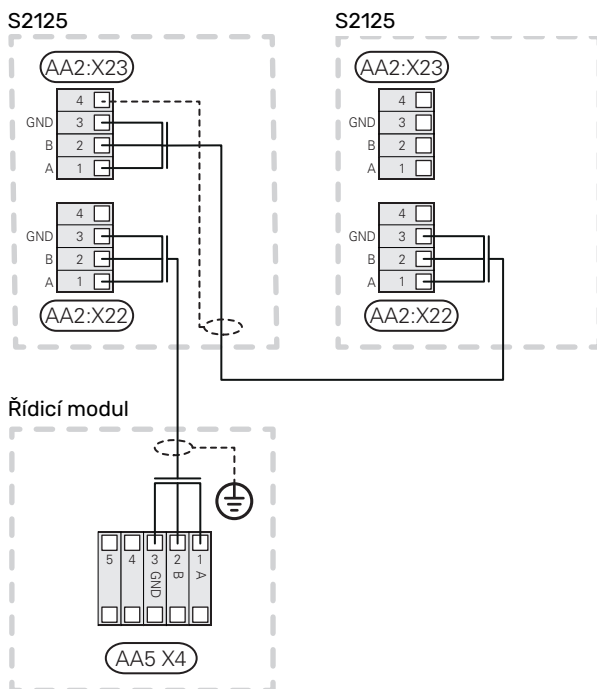 S2125
S2125
AA2:X23
4
GND 3
B 2
A 1
4
GND 3
B 2
A 1
AA2:X22
AA2:X23
4
GND 3
B 2
A 1
4
GND 3
B 2
A 1
AA2:X22
Řídicí modul
5 4 3 2 1
GND B A
AA5 X4